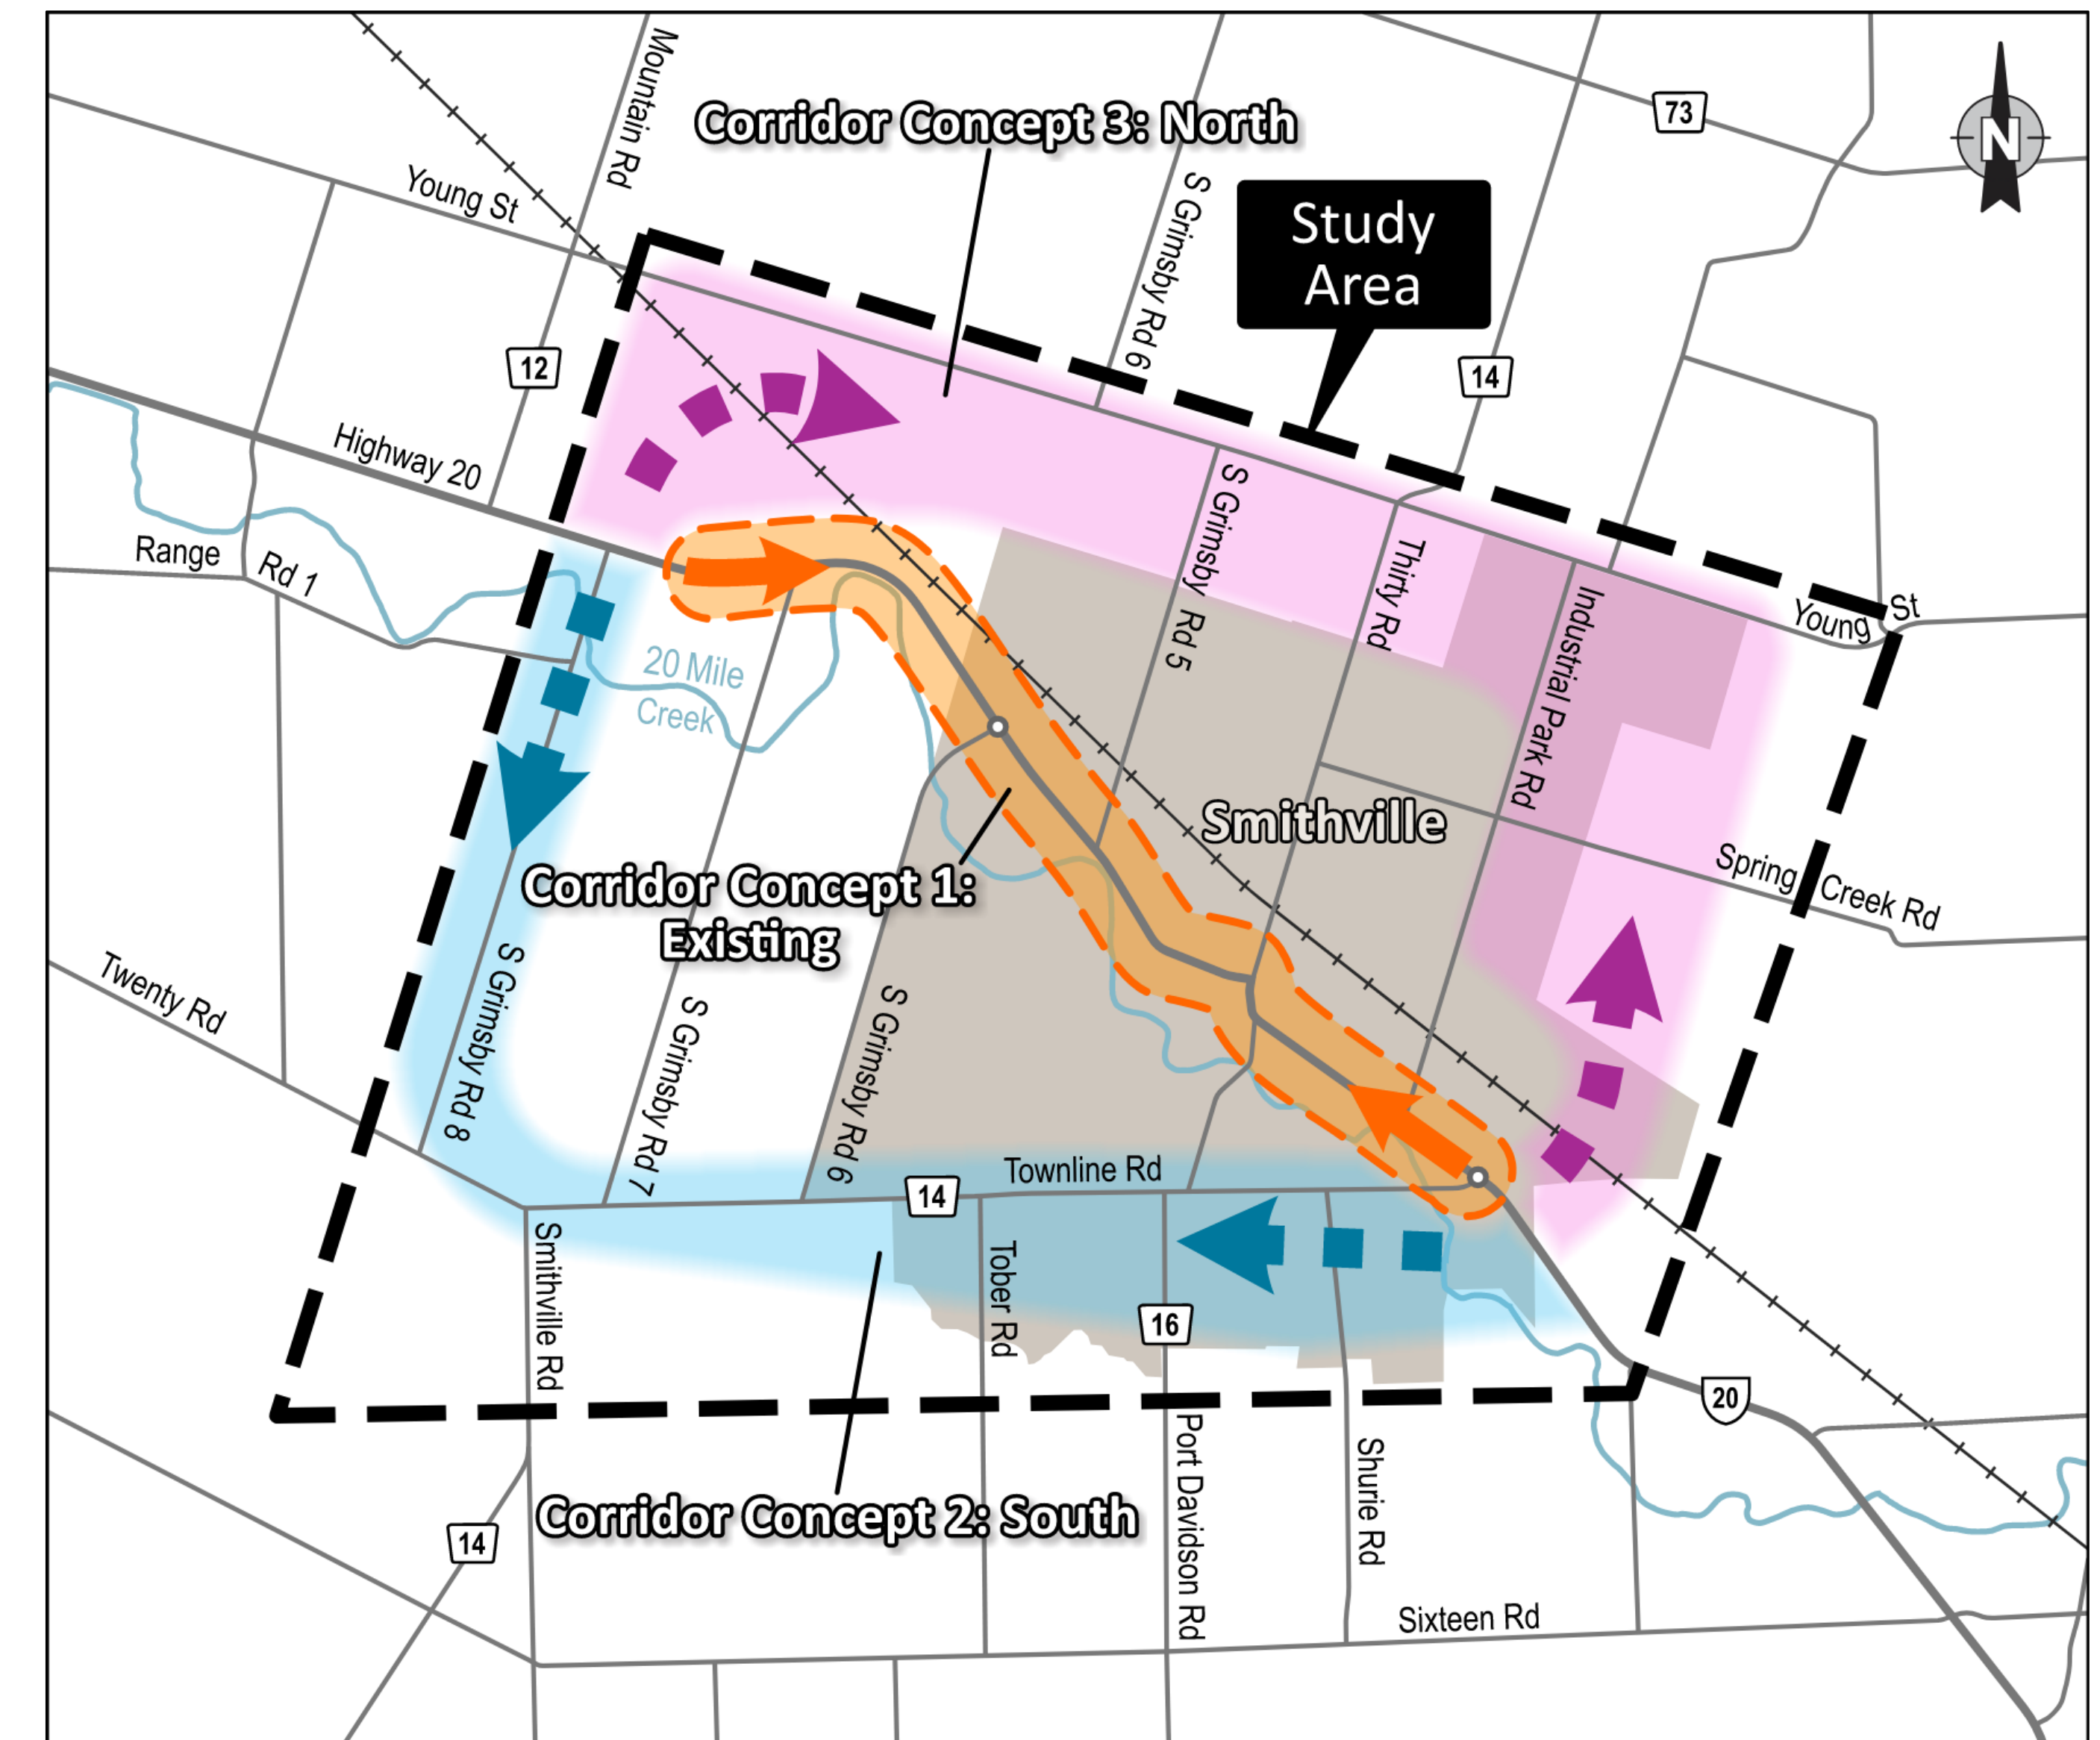 Mountain Rd
73
Corridor Concept 3: North
N
Young St
S Grimsby Rd 6
Study
Area
12
14
Highway 20
S Grimsby Rd 5
Range
Rd 1
Thirty Rd
Industrial Park Rd
Young
St
20 Mile
Creek
Smithville
Spring
Creek Rd
Corridor Concept 1:
Existing
Twenty Rd
S Grimsby Rd 8
S Grimsby Rd 7
S Grimsby Rd 6
Townline Rd
14
Smithville Rd
Tober Rd
16
20
Port Davidson Rd
Shurie Rd
Corridor Concept 2: South
14
Sixteen Rd